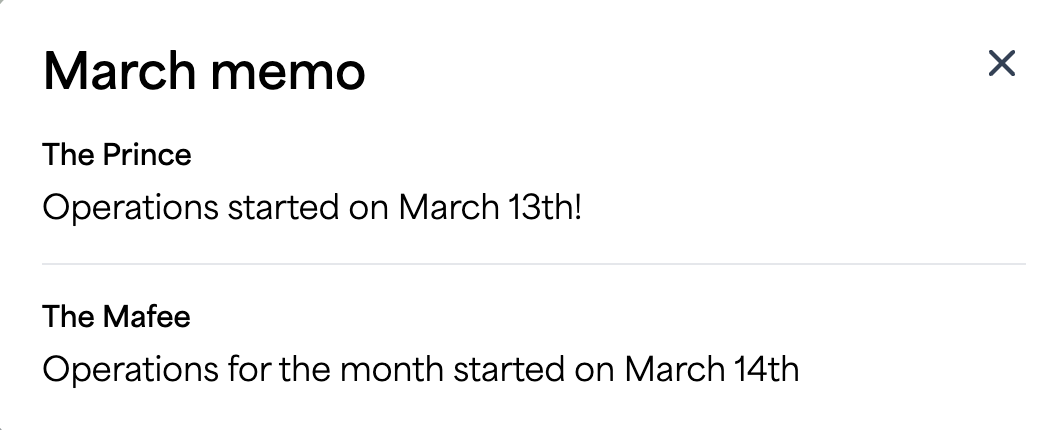 March memo
The Prince
Operations started on March 13th!
The Mafee
Operations for the month started on March 14th